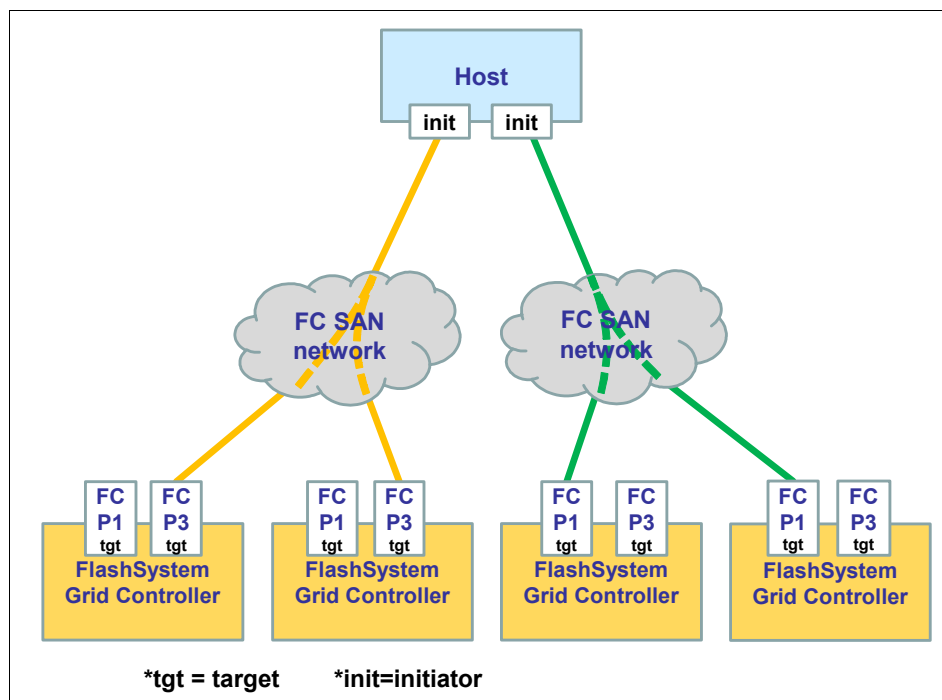 Host
init init
FC SAN
network
FC SAN
network
FC FC FC FC FC FC FC FC
P1 P3 P1 P3 P1 P3 P1 P3
tgt tgt tgt tgt tgt tgt tgt tgt
FlashSystem
Grid Controller
FlashSystem
Grid Controller
FlashSystem
Grid Controller
FlashSystem
Grid Controller
*tgt = target *init=initiator